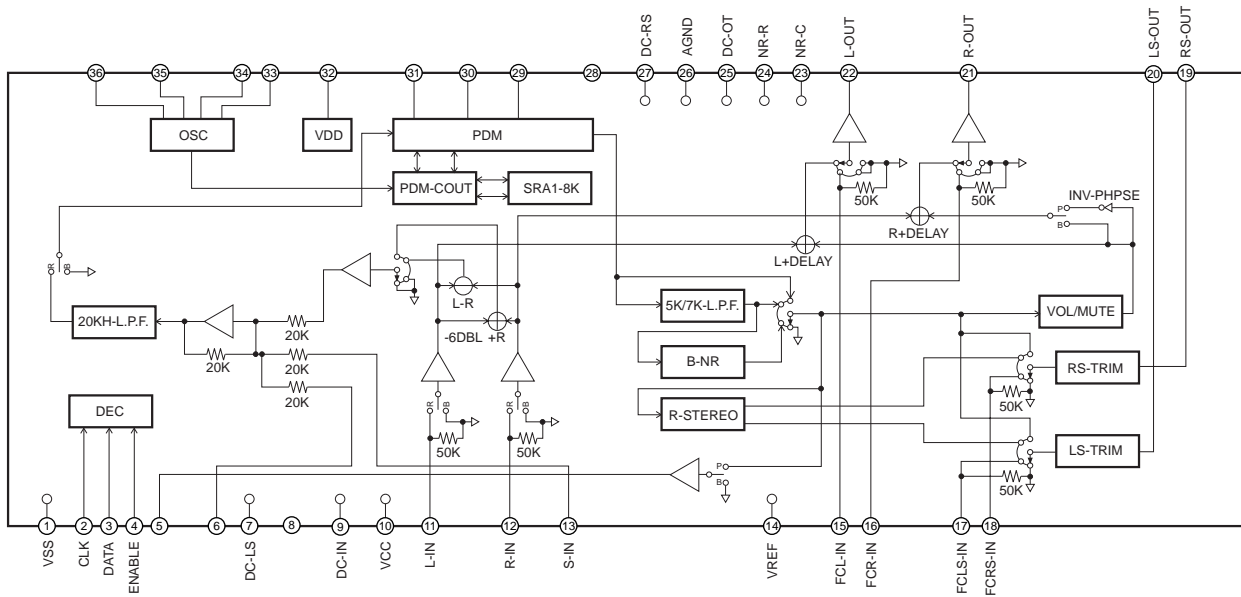 DC-RS
AGND
DC-OT
NR-R
NR-C
L-OUT
R-OUT
LS-OUT
RS-OUT
36
35
34
33
32
31
30
29
28
27
26
25
24
23
22
21
20
19
OSC
VDD
PDM
PDM-COUT
SRA1-8K
50K
50K
INV-PHPSE
P
B
R+DELAY
L+DELAY
R
B
L-R
20KH-L.P.F.
20K
5K/7K-L.P.F.
VOL/MUTE
-6DBL +R
20K
20K
B-NR
RS-TRIM
20K
50K
DEC
R
B
R
B
R-STEREO
50K
50K
LS-TRIM
P
B
50K
1
2
3
4
5
6
7
8
9
10
11
12
13
14
15
16
17
18
VSS
CLK
DATA
ENABLE
DC-LS
DC-IN
VCC
L-IN
R-IN
S-IN
VREF
FCL-IN
FCR-IN
FCLS-IN
FCRS-IN